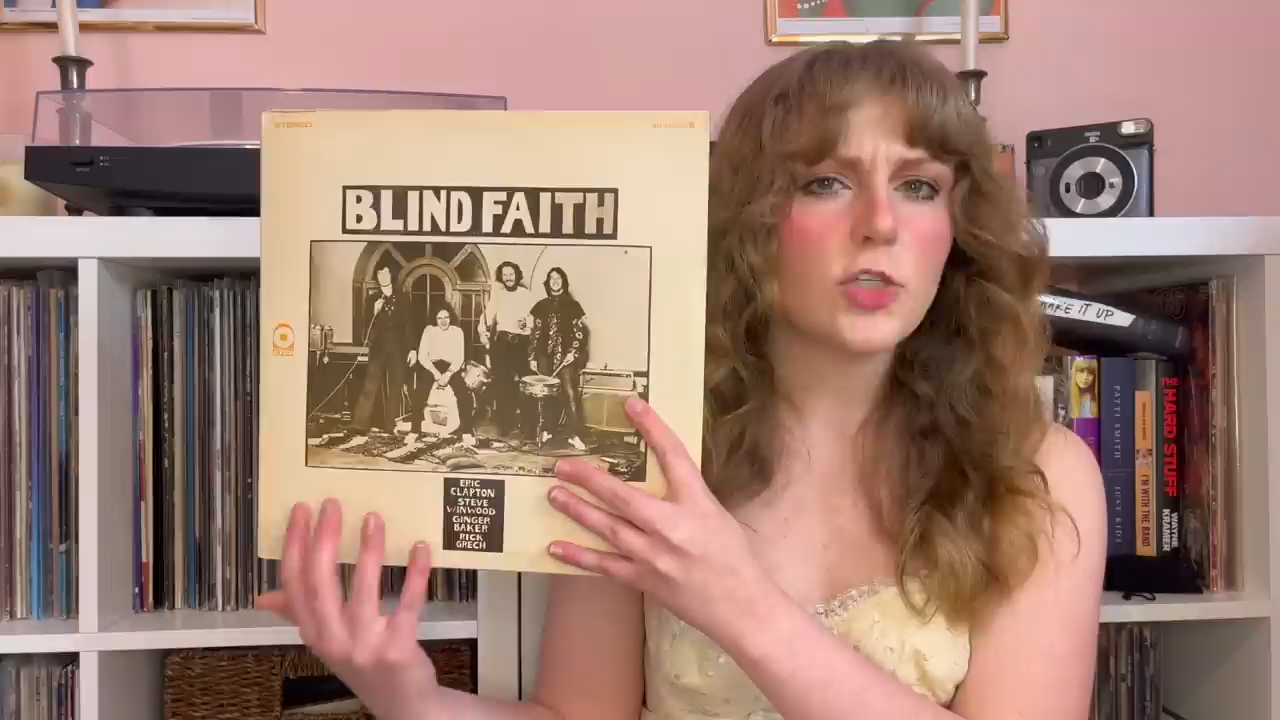 STEREO
BLIND FAITH
ERIC
CLAPTON
STEVE
WINWOOD
GINGER
BAKER
RICK
GRECH
MAKE IT UP
PATTI SMITH
JUST KIDS
I'M WITH THE BAND
THE HARD STUFF
WAYNE
KRAMER